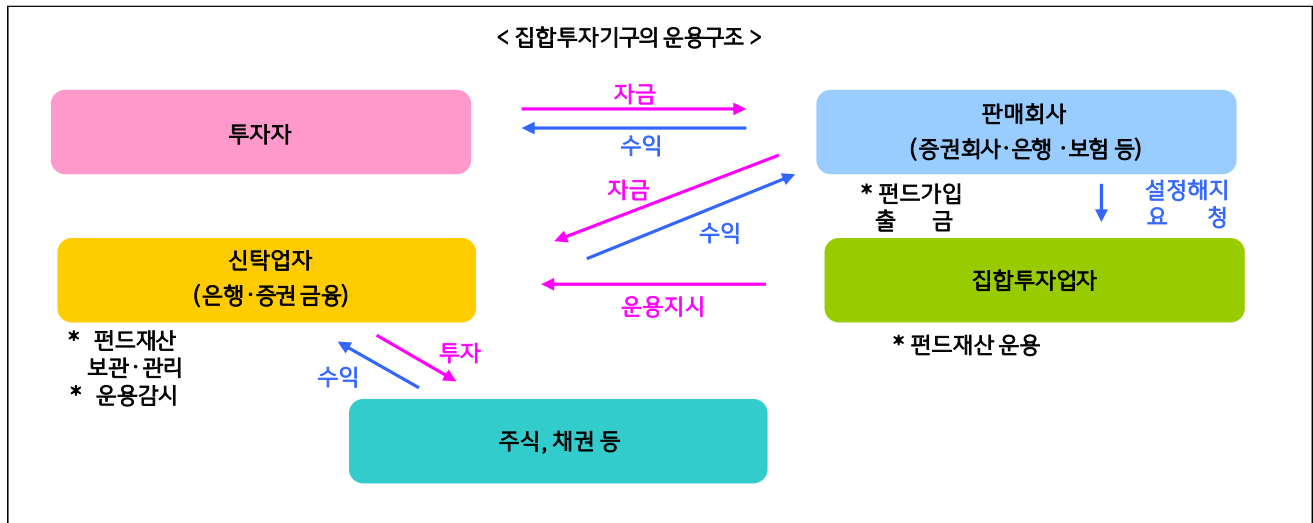 < 집합투자기구의 운용구조 >
투자자
자금
수익
판매회사
(증권회사·은행 ·보험 등)
자금
수익
* 펀드가입
출 금
설정해지
요 청
신탁업자
(은행·증권 금융)
운용지시
집합투자업자
* 펀드재산
보관·관리
* 운용감시
수익
투자
* 펀드재산 운용
주식, 채권 등